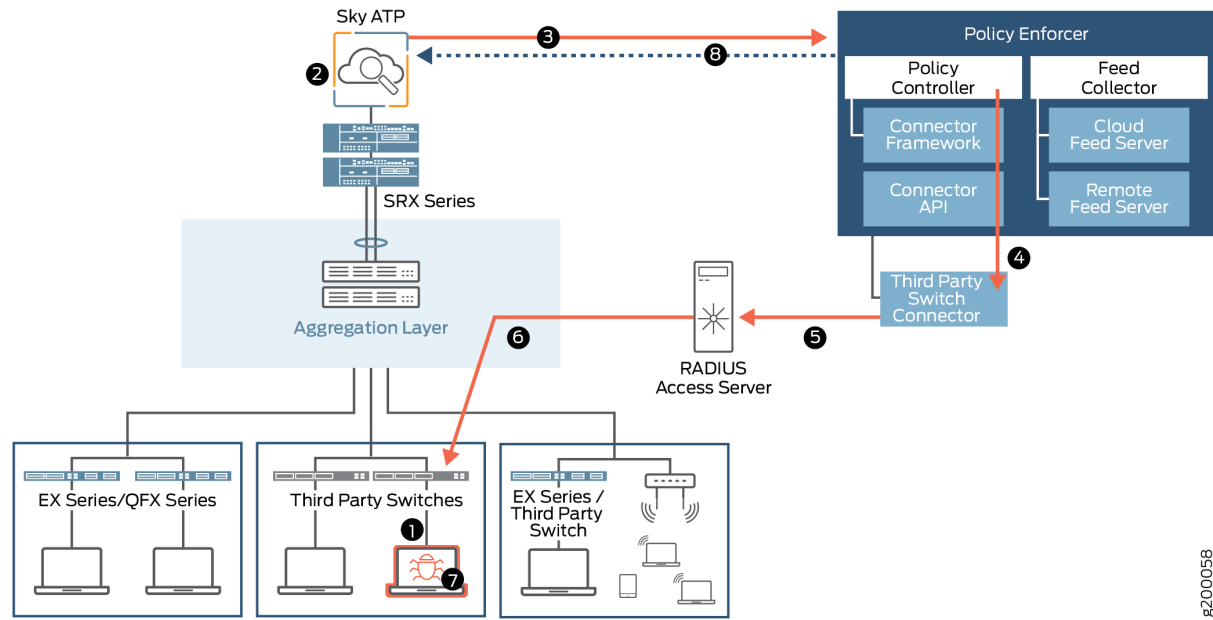 Sky ATP
3
8
2
Policy Enforcer
Policy
Controller
Feed
Collector
Connector
Framework
Cloud
Feed Server
Connector
API
Remote
Feed Server
SRX Series
4
Third Party
Switch
Connector
Aggregation Layer
6
5
RADIUS
Access Server
EX Series/QFX Series
Third Party Switches
EX Series /
Third Party
Switch
1
7
g200058